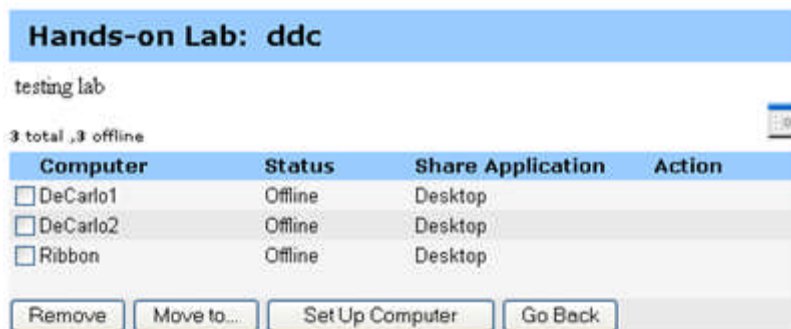 Hands-on Lab: ddc
testing lab
3 total ,3 offline
Computer Status Share Application Action
DeCarlo1 Offline Desktop
DeCarlo2 Offline Desktop
Ribbon Offline Desktop
Remove Move to... Set Up Computer Go Back